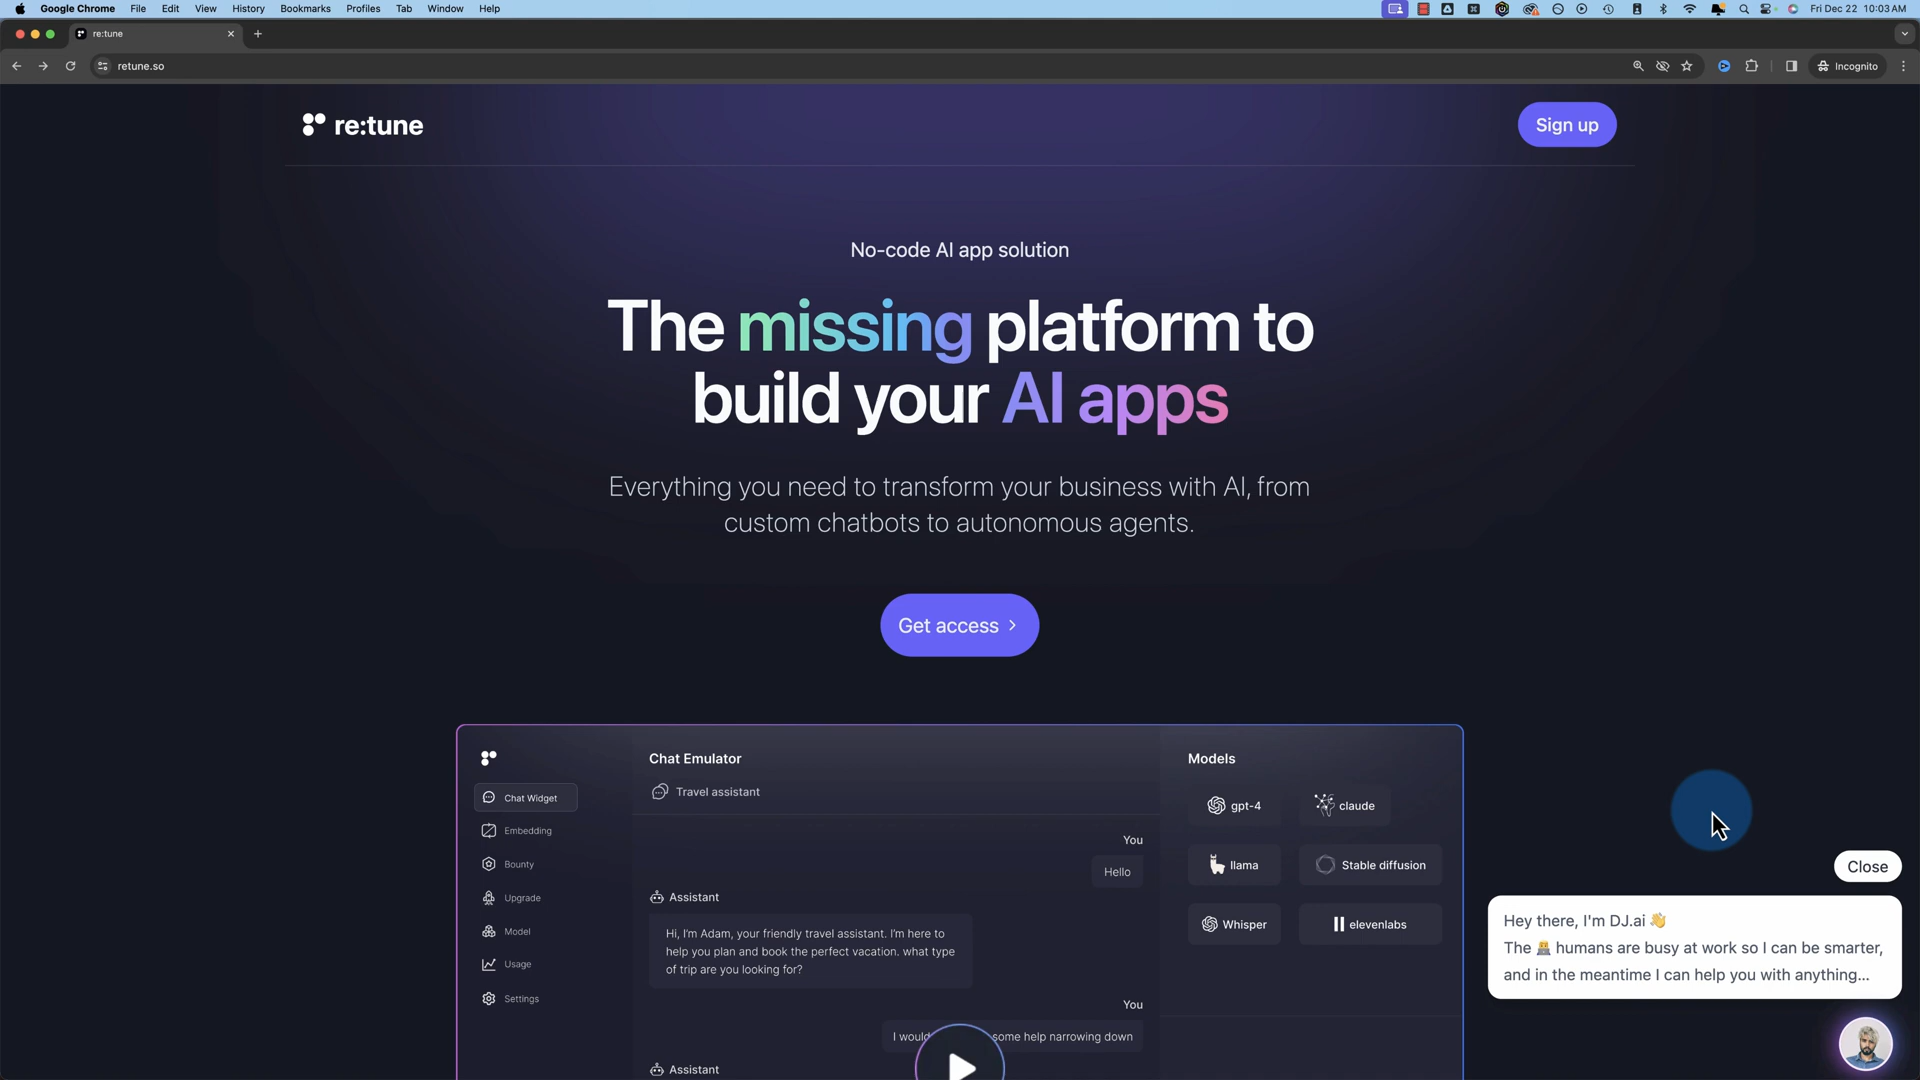 Google Chrome File Edit View History Bookmarks Profiles Tab Window Help
Fri Dec 22 10:03 AM
re:tune
retune.so
Incognito
re:tune
Sign up
No-code AI app solution
The missing platform to
build your AI apps
Everything you need to transform your business with AI, from
custom chatbots to autonomous agents.
Get access
Chat Widget
Embedding
Bounty
Upgrade
Model
Usage
Settings
Chat Emulator
Travel assistant
You
Hello
Assistant
Hi, I'm Adam, your friendly travel assistant. I'm here to
help you plan and book the perfect vacation. what type
of trip are you looking for?
You
I would some help narrowing down
Assistant
Models
gpt-4
claude
llama
Stable diffusion
Whisper
elevenlabs
Close
Hey there, I'm DJ.ai 👋
The 👨‍💻 humans are busy at work so I can be smarter,
and in the meantime I can help you with anything...